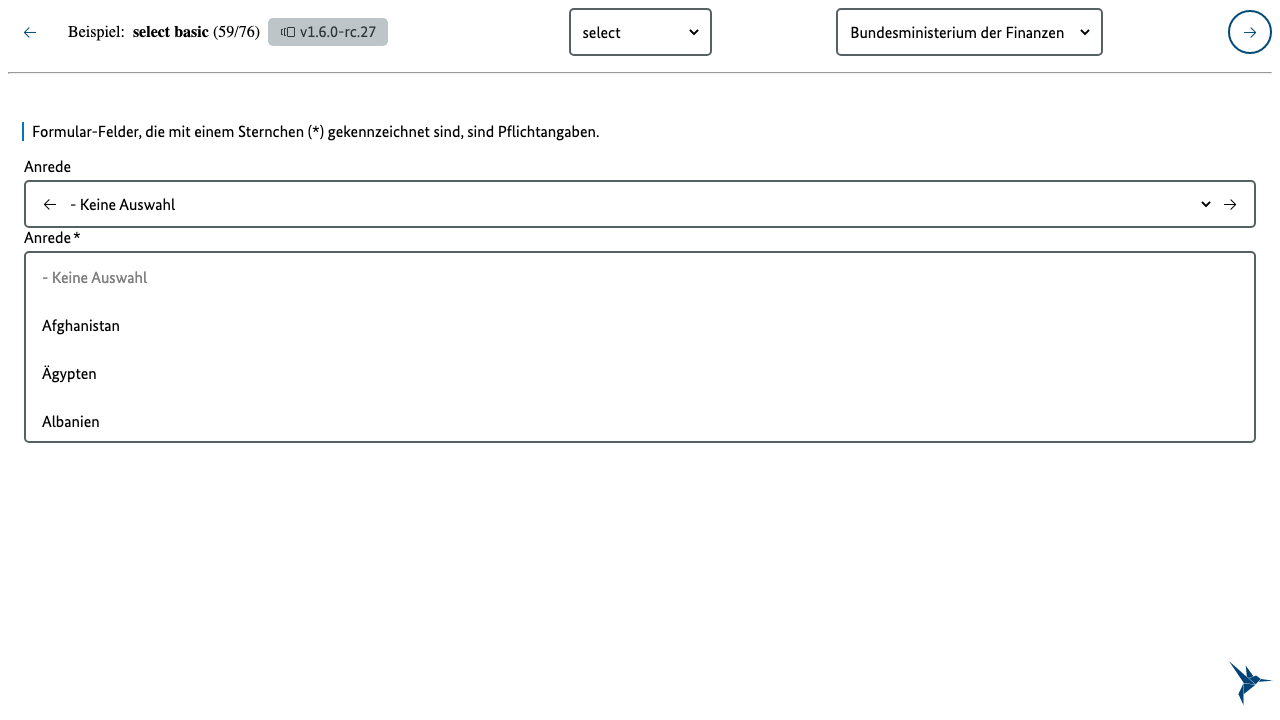 Beispiel: select basic (59/76) v1.6.0-rc.27 select Bundesministerium der Finanzen
Formular-Felder, die mit einem Sternchen (*) gekennzeichnet sind, sind Pflichtangaben.
Anrede
- Keine Auswahl
Anrede*
- Keine Auswahl
Afghanistan
Ägypten
Albanien